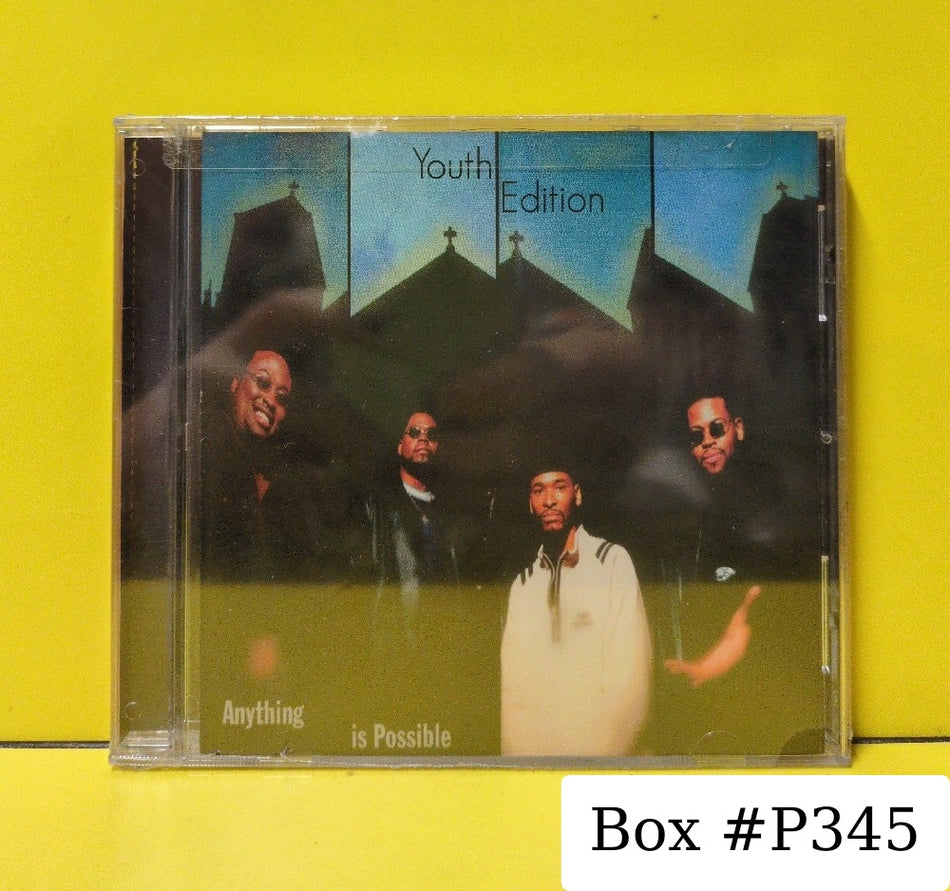 Youth
Edition
Anything
is Possible
Box #P345